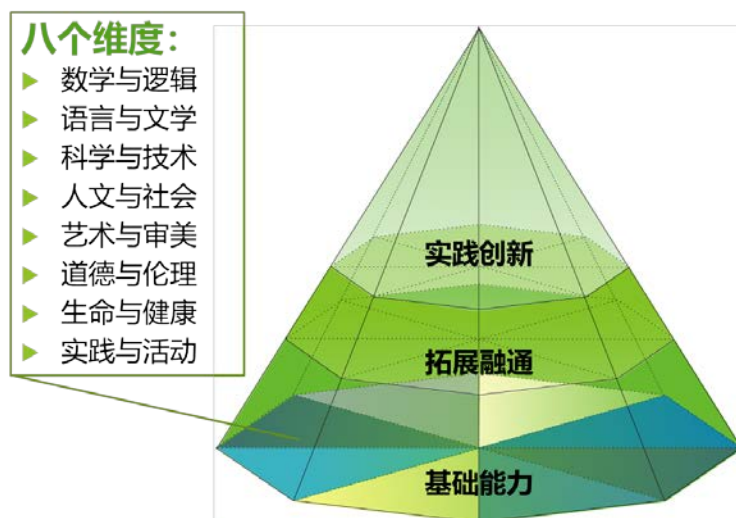 八个维度：
数学与逻辑
语言与文学
科学与技术
人文与社会
艺术与审美
道德与伦理
生命与健康
实践与活动
实践创新
拓展融通
基础能力